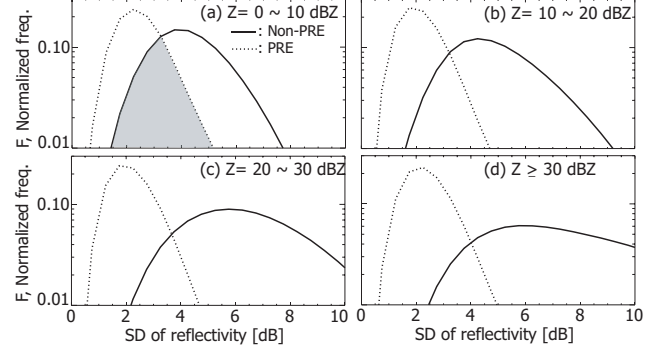 (a) Z= 0 ~ 10 dBZ
: Non-PRE
: PRE
(b) Z= 10 ~ 20 dBZ
F, Normalized freq.
0.10
0.01
(c) Z= 20 ~ 30 dBZ
(d) Z ≥ 30 dBZ
F, Normalized freq.
0.10
0.01
0 2 4 6 8 10
0 2 4 6 8 10
SD of reflectivity [dB]
SD of reflectivity [dB]